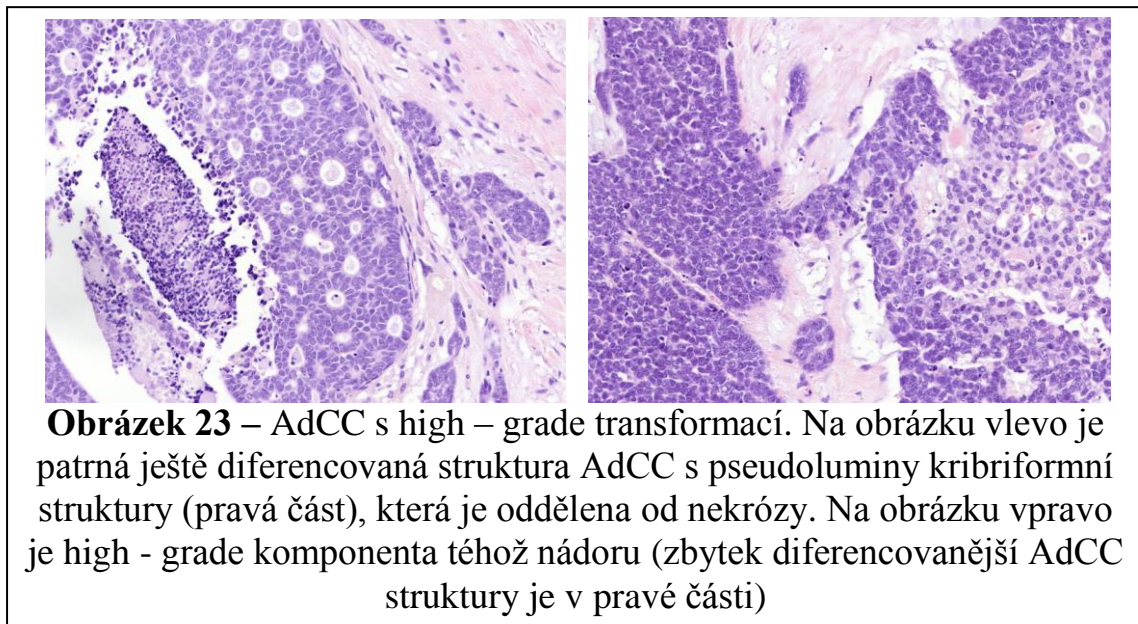 Obrázek 23 – AdCC s high – grade transformací. Na obrázku vlevo je
patrná ještě diferencovaná struktura AdCC s pseudoluminy kribriformní
struktury (pravá část), která je oddělena od nekrózy. Na obrázku vpravo
je high - grade komponenta téhož nádoru (zbytek diferencovanější AdCC
struktury je v pravé části)